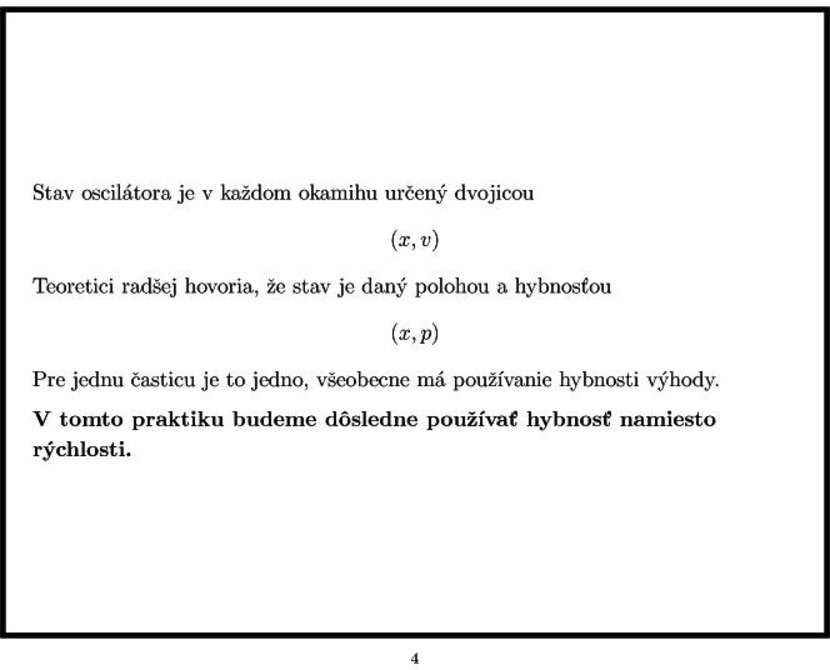 Stav oscilátora je v každom okamihu určený dvojicou
(x, v)
Teoretici radšej hovoria, že stav je daný polohou a hybnosťou
(x, p)
Pre jednu časticu je to jedno, všeobecne má používanie hybnosti výhody.
V tomto praktiku budeme dôsledne používať hybnosť namiesto
rýchlosti.
4